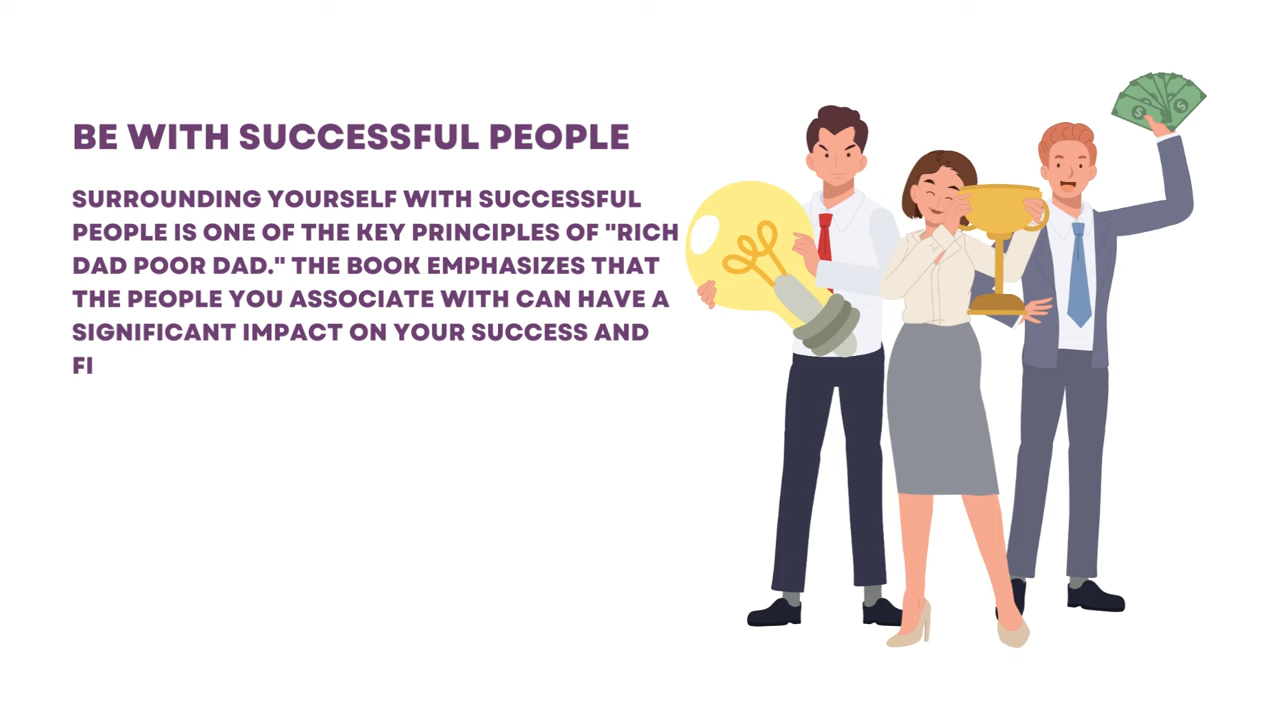 BE WITH SUCCESSFUL PEOPLE
SURROUNDING YOURSELF WITH SUCCESSFUL
PEOPLE IS ONE OF THE KEY PRINCIPLES OF "RICH
DAD POOR DAD." THE BOOK EMPHASIZES THAT
THE PEOPLE YOU ASSOCIATE WITH CAN HAVE A
SIGNIFICANT IMPACT ON YOUR SUCCESS AND
FI